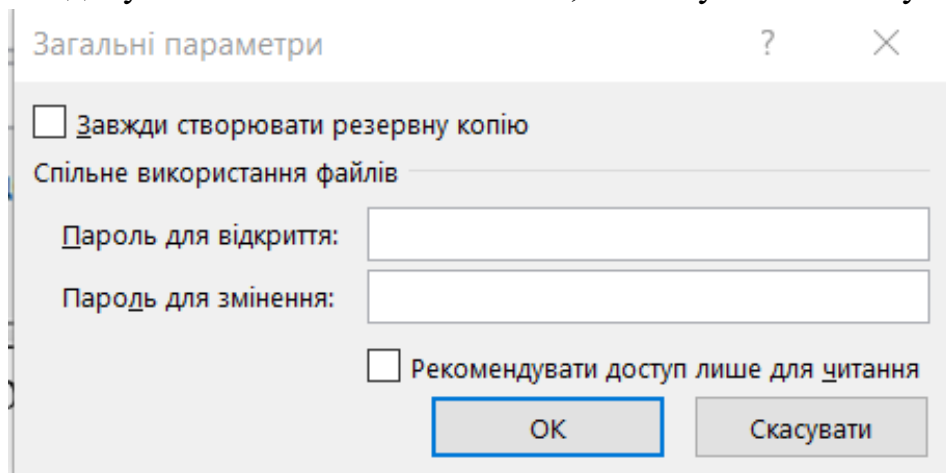 Загальні параметри ?
Завжди створювати резервну копію
Спільне використання файлів
Пароль для відкриття:
Пароль для змінення:
Рекомендувати доступ лише для читання
ОК Скасувати